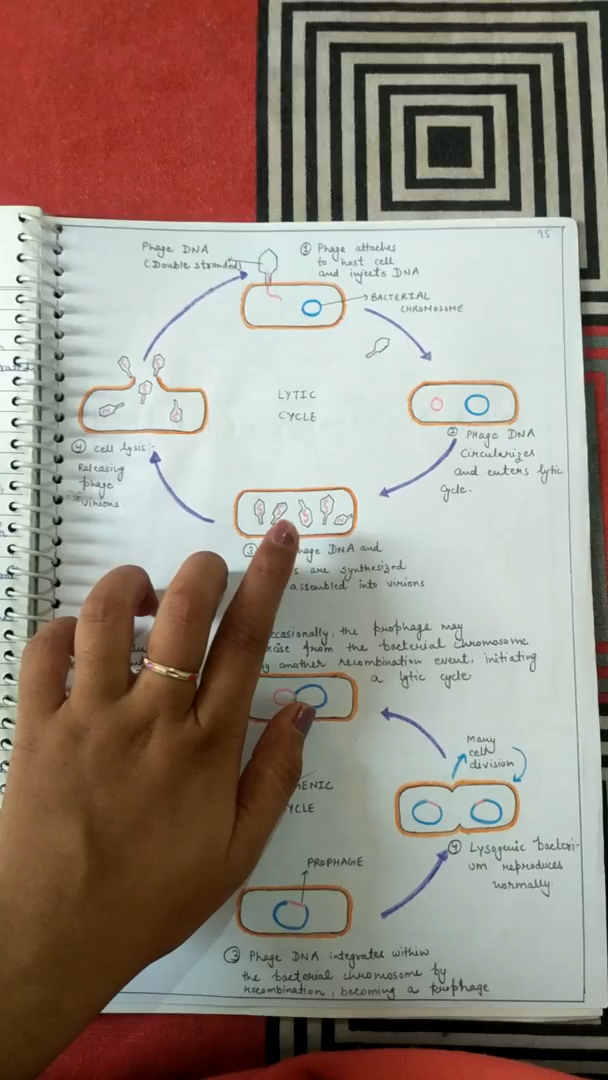 95
Phage DNA
(Double stranded)
① Phage attaches
to host cell
and injects DNA
BACTERIAL
CHROMOSOME
LYTIC
CYCLE
② PHage DNA
Circularizes
and enters lytic
cycle.
④ cell lysis:-
Releasing
phage
virions.
③ hage DNA and
s are synthesized
assembled into virions
ccasionally, the prophage may
from the bacterial chromosome
another recombination event, initiating
a lytic cycle.
Many
cell
division
ENIC
YCLE
④ Lysogenic bacteri-
um reproduces
normally.
PROPHAGE
③ Phage DNA integrates within
the bacterial chromosome by
recombination, becoming a prophage